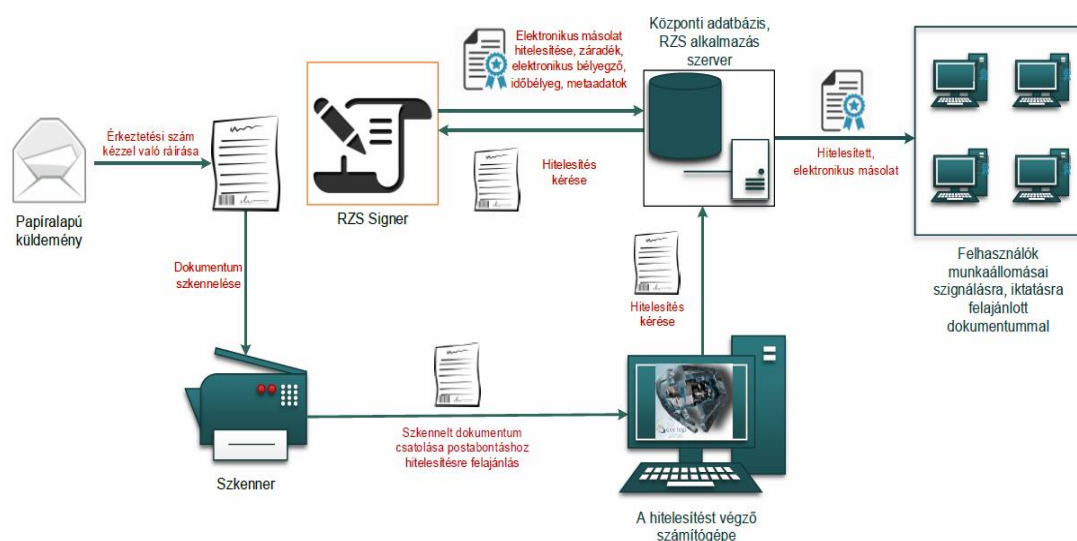 Papíralapú
küldemény
Érkeztetési szám
kézzel való ráírása
Dokumentum
szkennelése
Szkenner
Szkennelt dokumentum
csatolása postabontáshoz
hitelesítésre felajánlás
A hitelesítést végző
számítógépe
Hitelesítés
kérése
Központi adatbázis,
RZS alkalmazás
szerver
Hitelesítés
kérése
RZS Signer
Elektronikus másolat
hitelesítése, záradék,
elektronikus bélyegző,
időbélyeg, metaadatok
Hitelesített,
elektronikus másolat
Felhasználók
munkaállomásai
szignálásra, iktatásra
felajánlott
dokumentummal